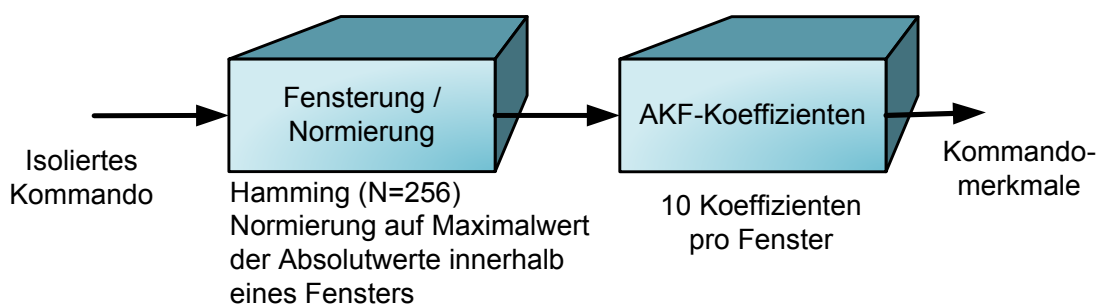 Isoliertes
Kommando
Fensterung /
Normierung
Hamming (N=256)
Normierung auf Maximalwert
der Absolutwerte innerhalb
eines Fensters
AKF-Koeffizienten
10 Koeffizienten
pro Fenster
Kommando-
merkmale